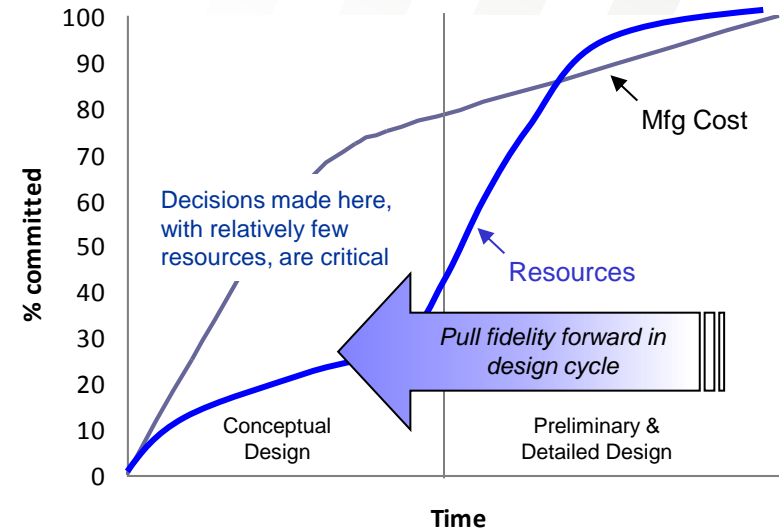 100
90
80
70
60
50
40
30
20
10
0
% committed
Mfg Cost
Decisions made here,
with relatively few
resources, are critical
Resources
Pull fidelity forward in
design cycle
Conceptual
Design
Preliminary &
Detailed Design
Time